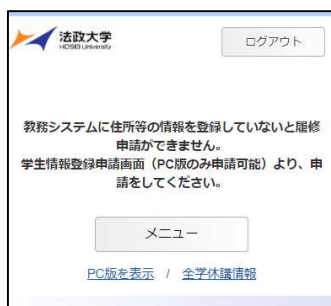 法政大学
HOSEI University
ログアウト
教務システムに住所等の情報を登録していないと履修
申請ができません。
学生情報登録申請画面（PC版のみ申請可能）より、申
請をしてください。
メニュー
PC版を表示 / 全学休講情報